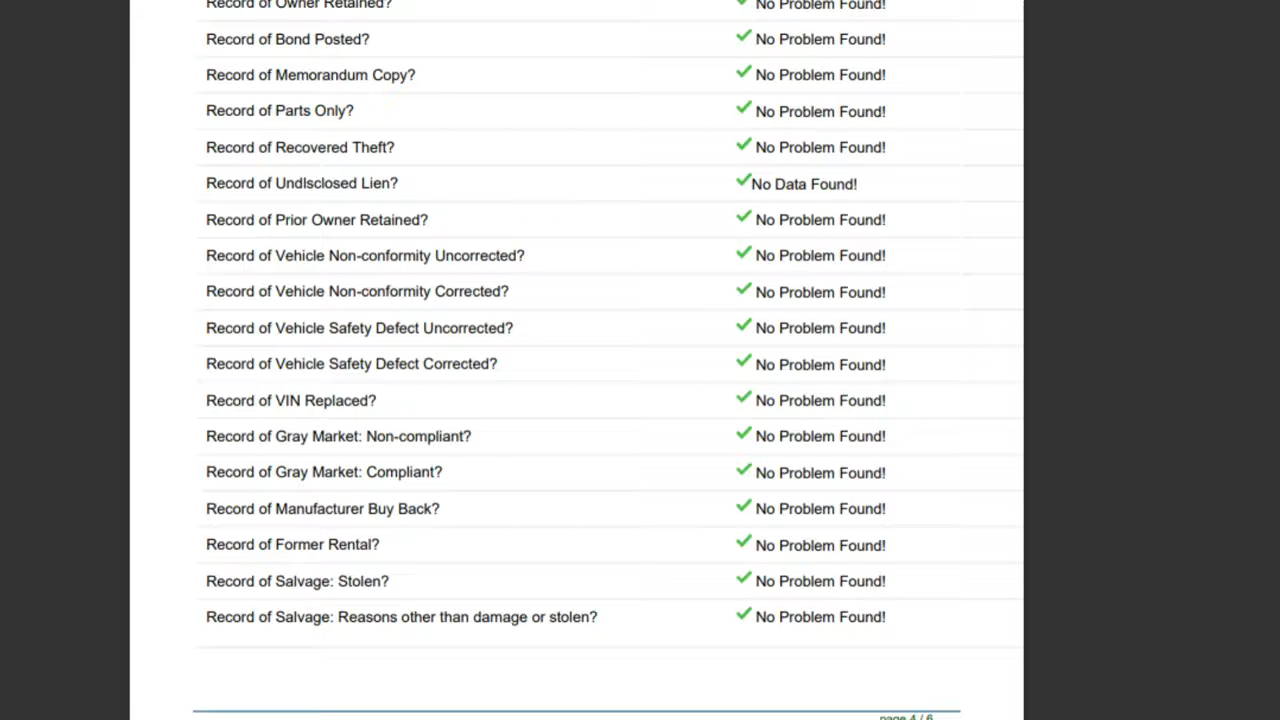 Record of Owner Retained? No Problem Found!
Record of Bond Posted? No Problem Found!
Record of Memorandum Copy? No Problem Found!
Record of Parts Only? No Problem Found!
Record of Recovered Theft? No Problem Found!
Record of Undlsclosed Lien? No Data Found!
Record of Prior Owner Retained? No Problem Found!
Record of Vehicle Non-conformity Uncorrected? No Problem Found!
Record of Vehicle Non-conformity Corrected? No Problem Found!
Record of Vehicle Safety Defect Uncorrected? No Problem Found!
Record of Vehicle Safety Defect Corrected? No Problem Found!
Record of VIN Replaced? No Problem Found!
Record of Gray Market: Non-compliant? No Problem Found!
Record of Gray Market: Compliant? No Problem Found!
Record of Manufacturer Buy Back? No Problem Found!
Record of Former Rental? No Problem Found!
Record of Salvage: Stolen? No Problem Found!
Record of Salvage: Reasons other than damage or stolen? No Problem Found!
page 4 / 6